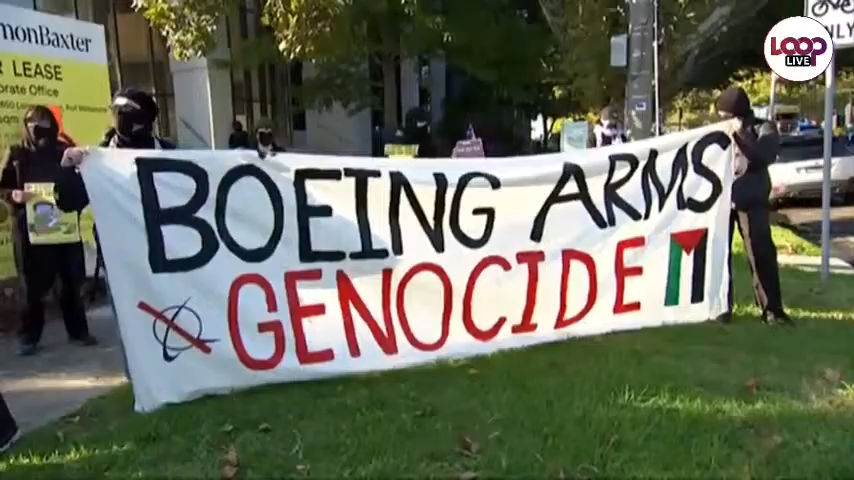 LOOP
LIVE
monBaxter
R LEASE
orate Office
BOEING ARMS
GENOCIDE